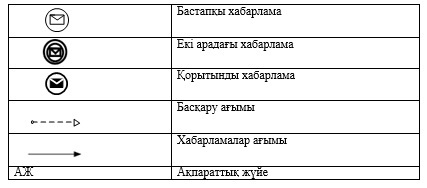 Бастапқы хабарлама
Екі арадағы хабарлама
Қорытынды хабарлама
Басқару ағымы
Хабарламалар ағымы
АЖ Ақпараттық жүйе